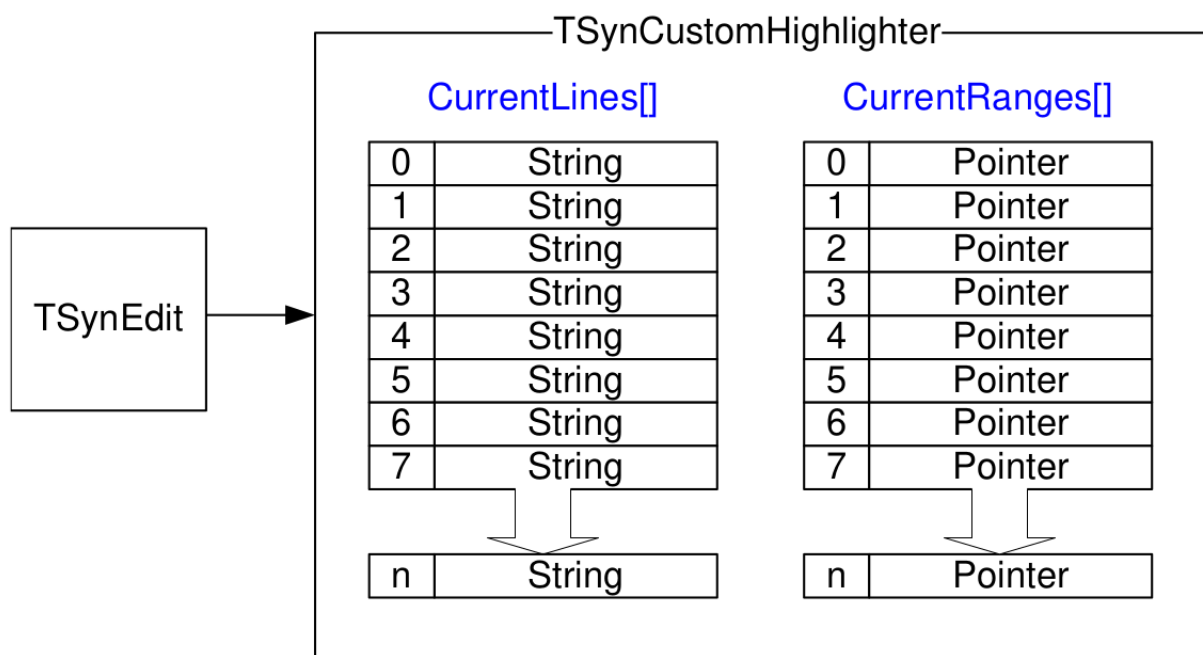 TSynCustomHighlighter
CurrentLines[] CurrentRanges[]
0 String 0 Pointer
1 String 1 Pointer
2 String 2 Pointer
3 String 3 Pointer
TSynEdit
4 String 4 Pointer
5 String 5 Pointer
6 String 6 Pointer
7 String 7 Pointer
n String n Pointer